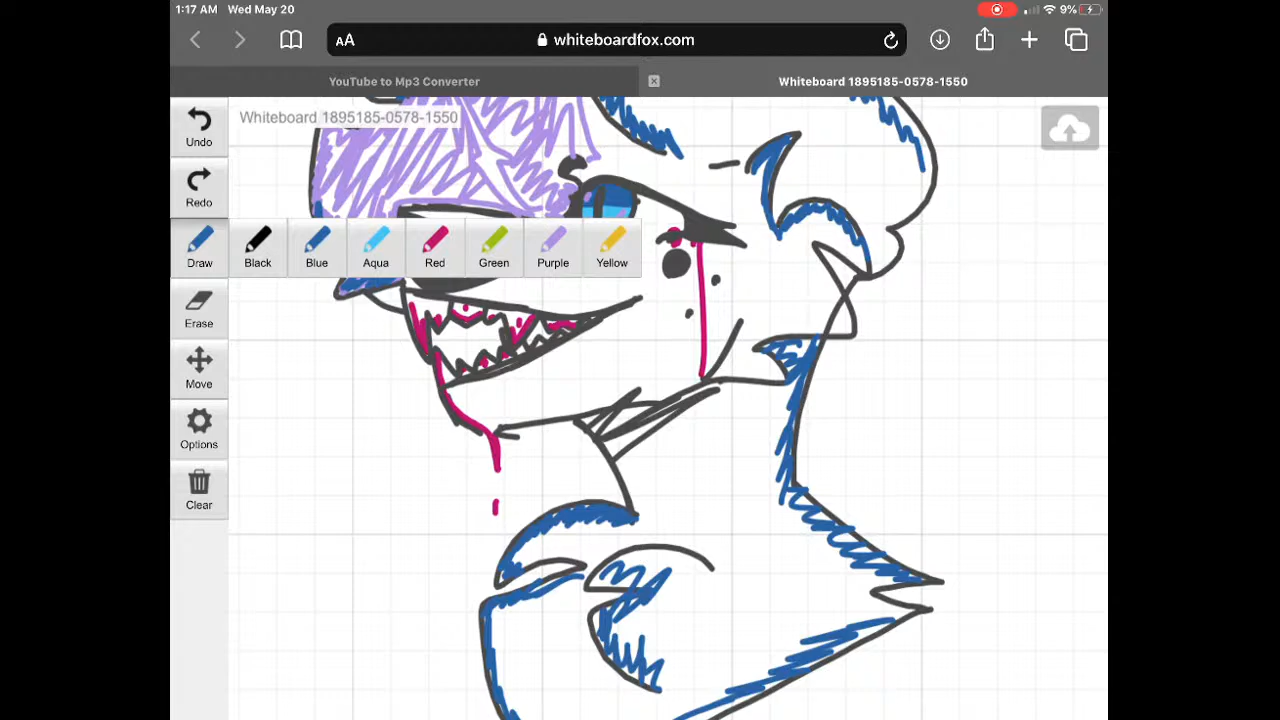 1:17 AM Wed May 20
9%
AA whiteboardfox.com
YouTube to Mp3 Converter
Whiteboard 1895185-0578-1550
Whiteboard 1895185-0578-1550
Undo
Redo
Draw Black Blue Aqua Red Green Purple Yellow
Erase
Move
Options
Clear